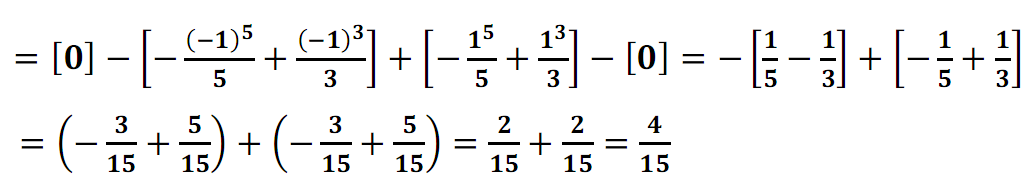 = [0] − [−(−1)⁵/5 + (−1)³/3] + [−1⁵/5 + 1³/3] − [0] = −[1/5 − 1/3] + [−1/5 + 1/3]
= (−3/15 + 5/15) + (−3/15 + 5/15) = 2/15 + 2/15 = 4/15